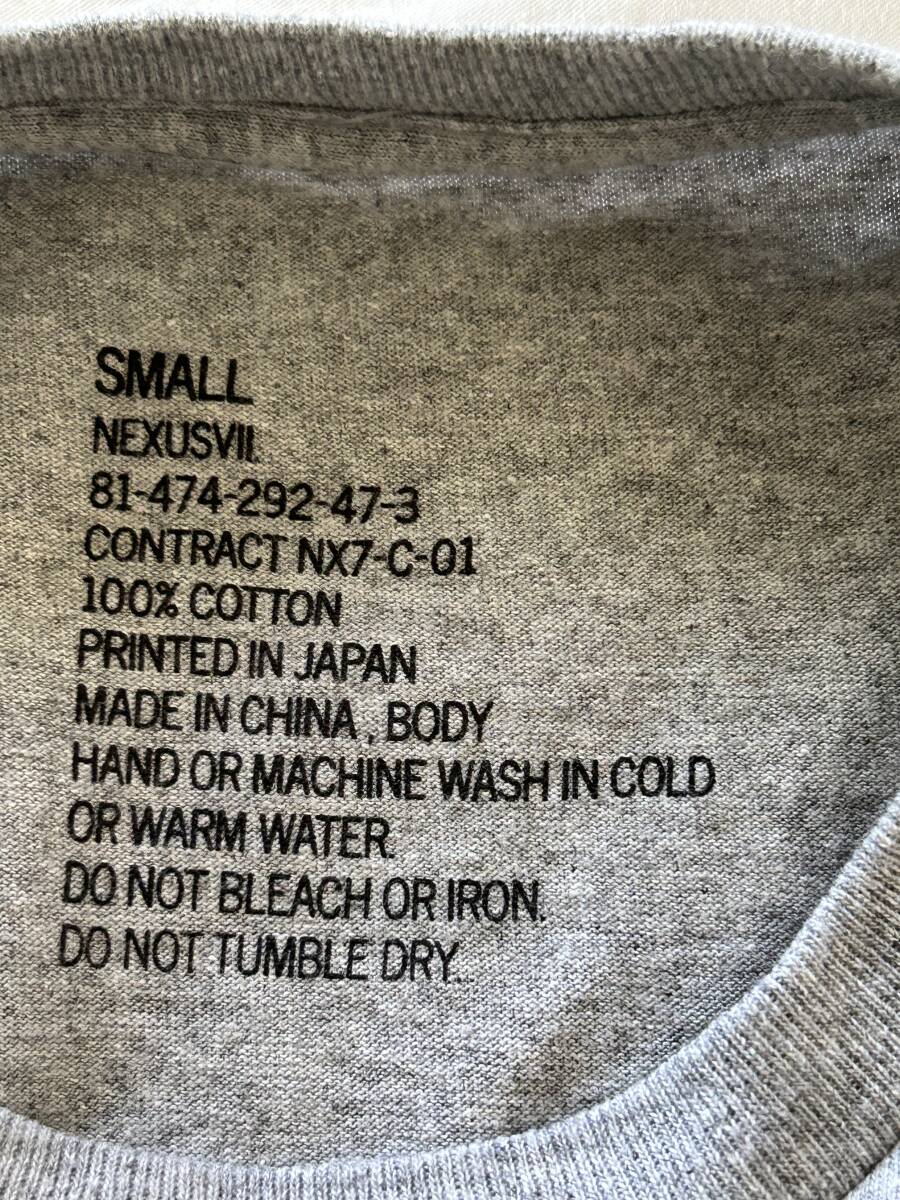 SMALL
NEXUSVII.
81-474-292-47-3
CONTRACT NX7-C-01
100% COTTON
PRINTED IN JAPAN
MADE IN CHINA , BODY
HAND OR MACHINE WASH IN COLD
OR WARM WATER.
DO NOT BLEACH OR IRON.
DO NOT TUMBLE DRY...